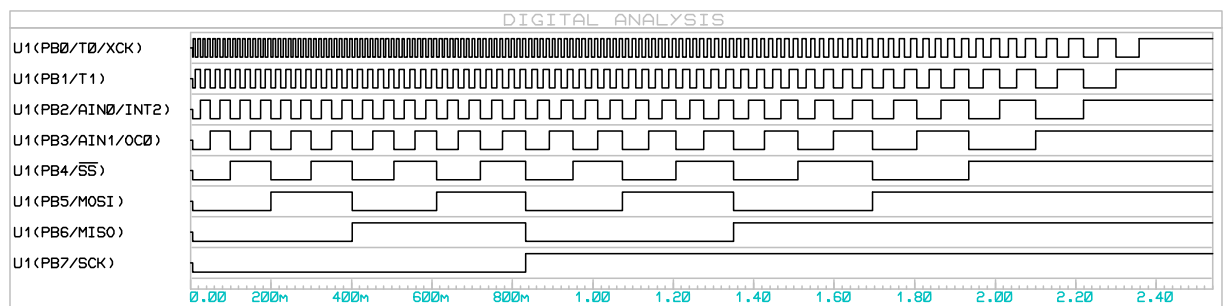 DIGITAL ANALYSIS
U1(PB0/T0/XCK)
U1(PB1/T1)
U1(PB2/AIN0/INT2)
U1(PB3/AIN1/OC0)
U1(PB4/S̅S̅)
U1(PB5/MOSI)
U1(PB6/MISO)
U1(PB7/SCK)
0.00 200m 400m 600m 800m 1.00 1.20 1.40 1.60 1.80 2.00 2.20 2.40